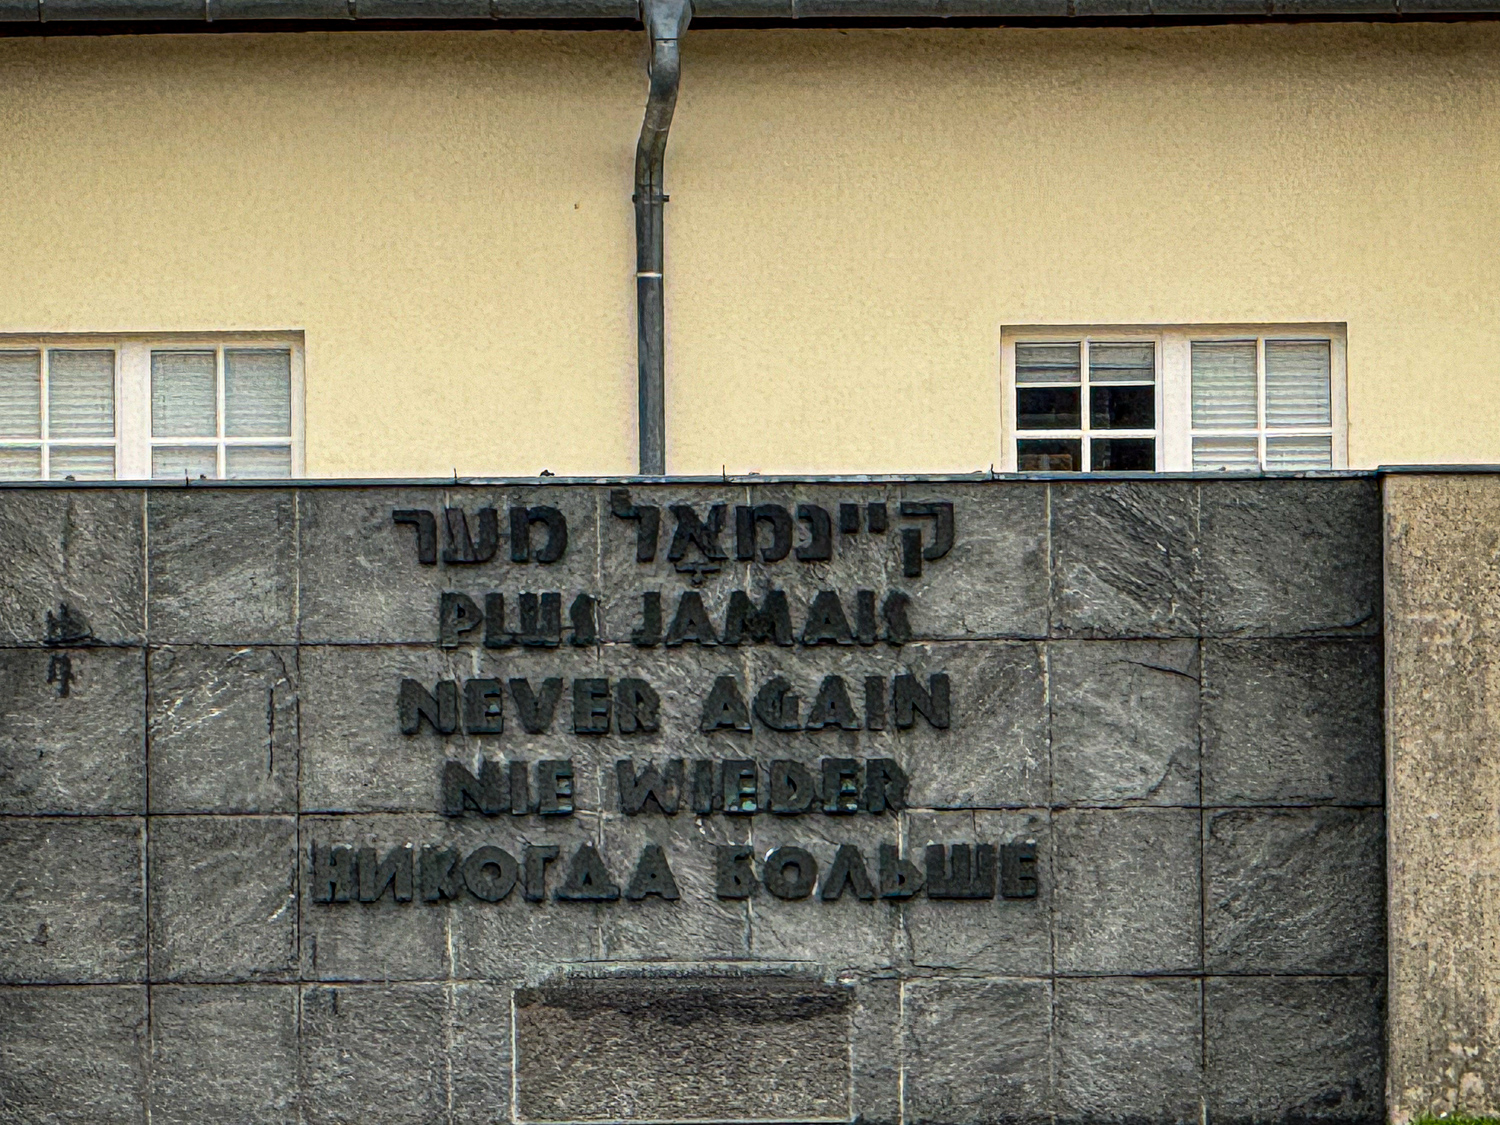 קיינמאָל מער
PLUS JAMAIS
NEVER AGAIN
NIE WIEDER
НИКОГДА БОЛЬШЕ